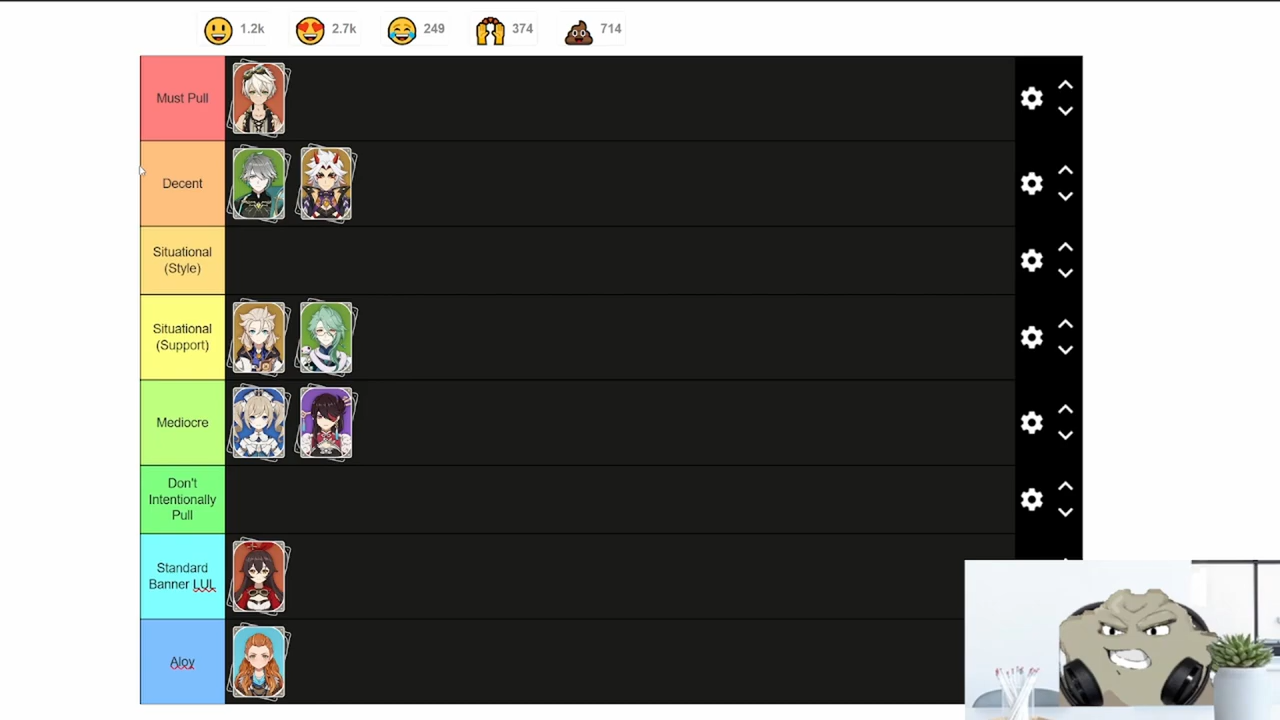 1.2k
2.7k
249
374
714
Must Pull
Decent
Situational
(Style)
Situational
(Support)
Mediocre
Don't
Intentionally
Pull
Standard
Banner LUL
Aloy